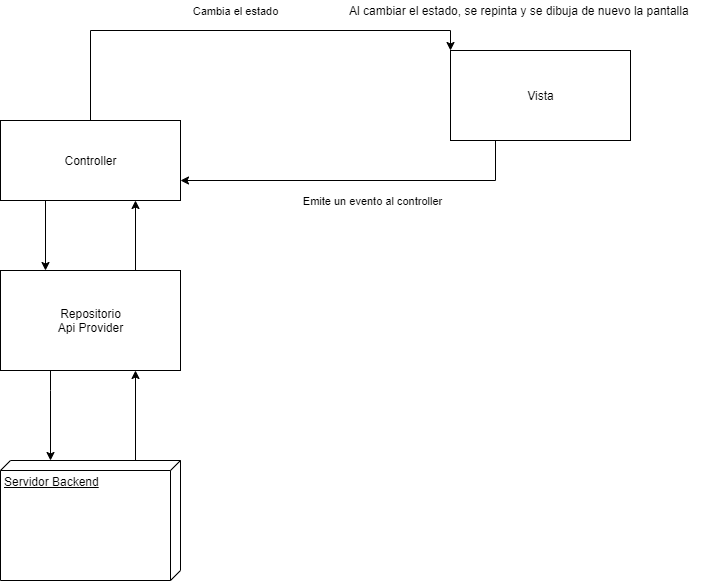 Cambia el estado
Al cambiar el estado, se repinta y se dibuja de nuevo la pantalla
Vista
Controller
Emite un evento al controller
Repositorio
Api Provider
Servidor Backend